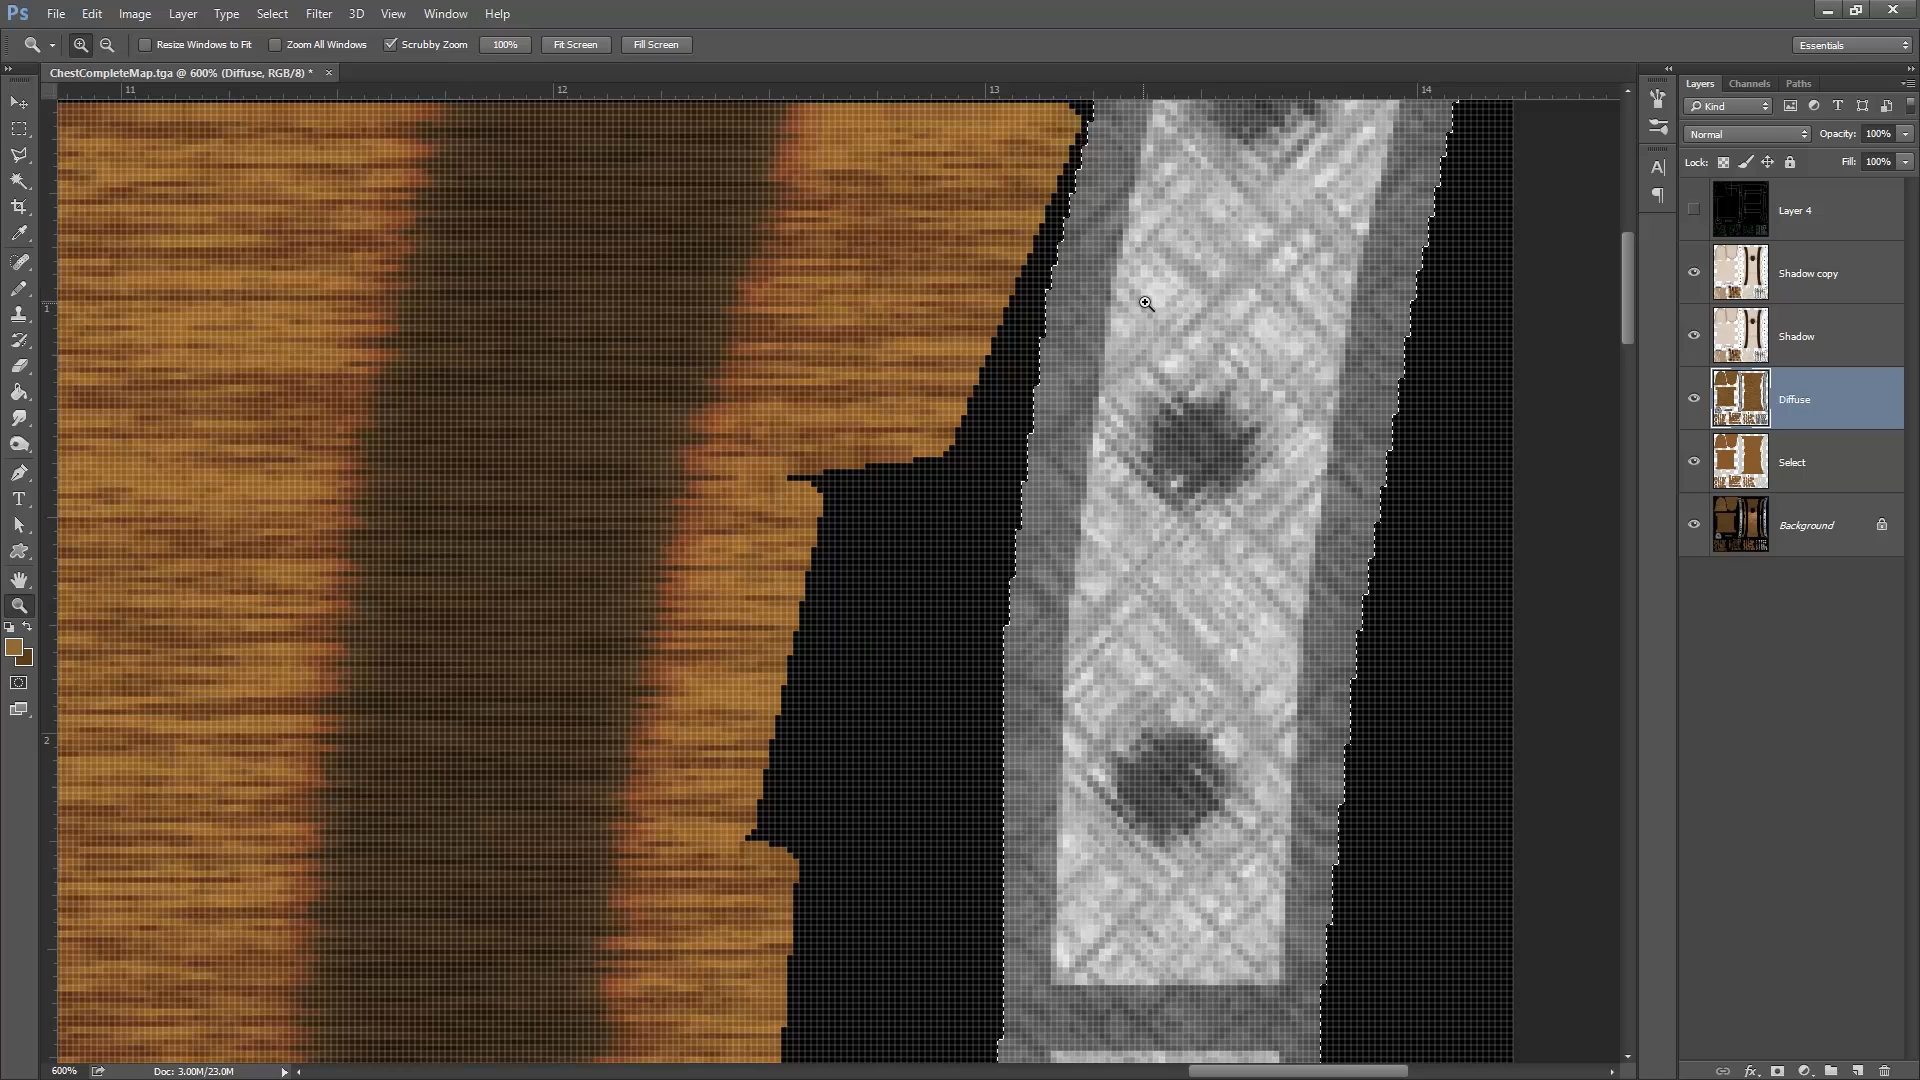 Ps File Edit Image Layer Type Select Filter 3D View Window Help
Resize Windows to Fit Zoom All Windows Scrubby Zoom 100% Fit Screen Fill Screen Essentials
ChestCompleteMap.tga @ 600% (Diffuse, RGB/8) * ×
11 12 13 14
1
2
Layers Channels Paths
Kind
Normal Opacity: 100%
Lock: Fill: 100%
Layer 4
Shadow copy
Shadow
Diffuse
Select
Background
600% Doc: 3.00M/23.0M